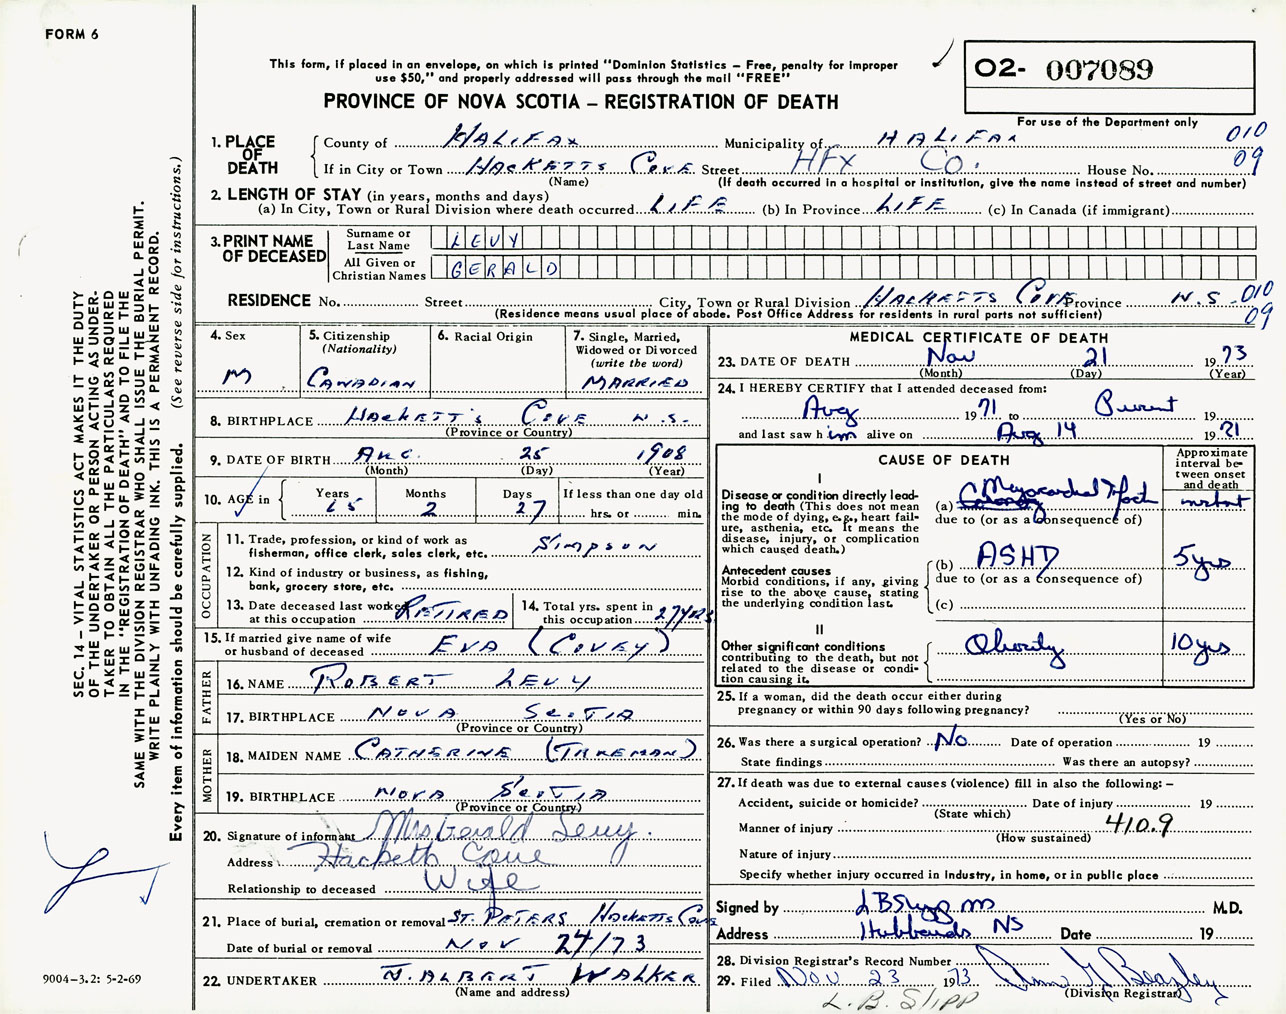 FORM 6
This form, if placed in an envelope, on which is printed "Dominion Statistics – Free, penalty for improper
use $50," and properly addressed will pass through the mail "FREE"
PROVINCE OF NOVA SCOTIA – REGISTRATION OF DEATH
O2- 007089
For use of the Department only
1. PLACE OF DEATH County of HALIFAX Municipality of HALIFAX 010
If in City or Town HACKETTS COVE Street HFX CO. House No. 09
(Name) (If death occurred in a hospital or institution, give the name instead of street and number)
2. LENGTH OF STAY (in years, months and days)
(a) In City, Town or Rural Division where death occurred LIFE (b) In Province LIFE (c) In Canada (if immigrant)
3. PRINT NAME OF DECEASED
Surname or Last Name LEVY
All Given or Christian Names GERALD
RESIDENCE No. Street City, Town or Rural Division HACKETTS COVE Province N.S. 010
(Residence means usual place of abode. Post Office Address for residents in rural parts not sufficient) 09
4. Sex M
5. Citizenship (Nationality) CANADIAN
6. Racial Origin
7. Single, Married, Widowed or Divorced (write the word) MARRIED
8. BIRTHPLACE HACKETT'S COVE N.S.
(Province or Country)
9. DATE OF BIRTH AUG. 25 1908
(Month) (Day) (Year)
10. AGE in Years 65 Months 2 Days 27 If less than one day old
hrs. or min.
OCCUPATION
11. Trade, profession, or kind of work as
fisherman, office clerk, sales clerk, etc. SIMPSON
12. Kind of industry or business, as fishing,
bank, grocery store, etc.
13. Date deceased last worked
at this occupation RETIRED
14. Total yrs. spent in
this occupation 27 YRS
15. If married give name of wife
or husband of deceased EVA (COVEY)
FATHER
16. NAME ROBERT LEVY
17. BIRTHPLACE NOVA SCOTIA
(Province or Country)
MOTHER
18. MAIDEN NAME CATHERINE
19. BIRTHPLACE NOVA SCOTIA
(Province or Country)
20. Signature of informant Mrs Gerald Levy.
Address Hacketts Cove
Relationship to deceased Wife
21. Place of burial, cremation or removal ST. PETERS HACKETTS COVE
Date of burial or removal NOV 24/73
22. UNDERTAKER J. ALBERT WALKER
(Name and address)
MEDICAL CERTIFICATE OF DEATH
23. DATE OF DEATH Nov 21 1973
(Month) (Day) (Year)
24. I HEREBY CERTIFY that I attended deceased from:
Aug 1971 to Present 19
and last saw him alive on Aug 14 1971
CAUSE OF DEATH
Approximate interval between onset and death
I
Disease or condition directly lead-
ing to death (This does not mean
the mode of dying, e.g., heart fail-
ure, asthenia, etc. It means the
disease, injury, or complication
which caused death.)
(a) Myocardial Infarct
due to (or as a consequence of)
Antecedent causes
Morbid conditions, if any, giving
rise to the above cause, stating
the underlying condition last.
(b) ASHD 5 yrs
due to (or as a consequence of)
(c)
II
Other significant conditions
contributing to the death, but not
related to the disease or condi-
tion causing it.
Obesity 10 yrs
25. If a woman, did the death occur either during
pregnancy or within 90 days following pregnancy?
(Yes or No)
26. Was there a surgical operation? No Date of operation 19
State findings Was there an autopsy?
27. If death was due to external causes (violence) fill in also the following: –
Accident, suicide or homicide? Date of injury 19
(State which)
Manner of injury 410.9
(How sustained)
Nature of injury
Specify whether injury occurred in industry, in home, or in public place
Signed by L B Slipp MD M.D.
Address Hubbards NS Date 19
28. Division Registrar's Record Number
29. Filed NOV 23 1973
(Division Registrar)
L. B. SLIPP
SEC. 14 – VITAL STATISTICS ACT MAKES IT THE DUTY
OF THE UNDERTAKER OR PERSON ACTING AS UNDER-
TAKER TO OBTAIN ALL THE PARTICULARS REQUIRED
IN THE "REGISTRATION OF DEATH" AND TO FILE THE
SAME WITH THE DIVISION REGISTRAR WHO SHALL ISSUE THE BURIAL PERMIT.
WRITE PLAINLY WITH UNFADING INK. THIS IS A PERMANENT RECORD.
Every item of information should be carefully supplied. (See reverse side for instructions.)
9004-3.2: 5-2-69